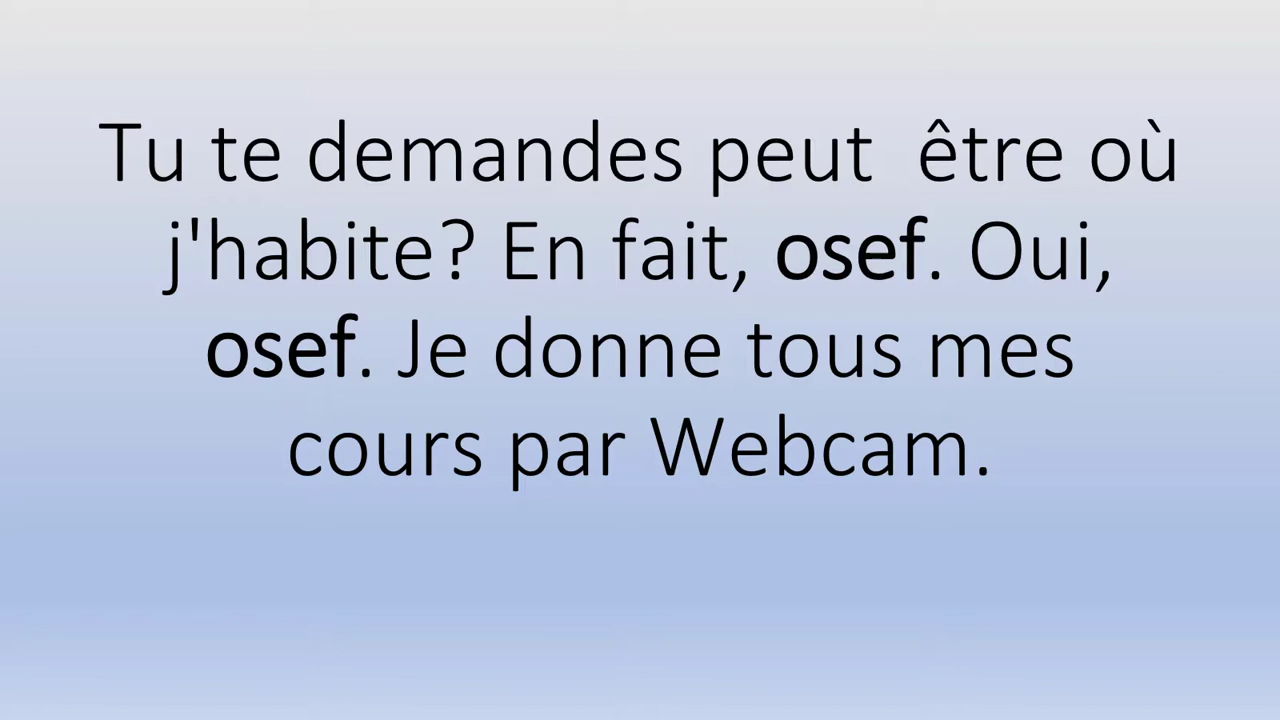 Tu te demandes peut  être où
j'habite? En fait, osef. Oui,
osef. Je donne tous mes
cours par Webcam.